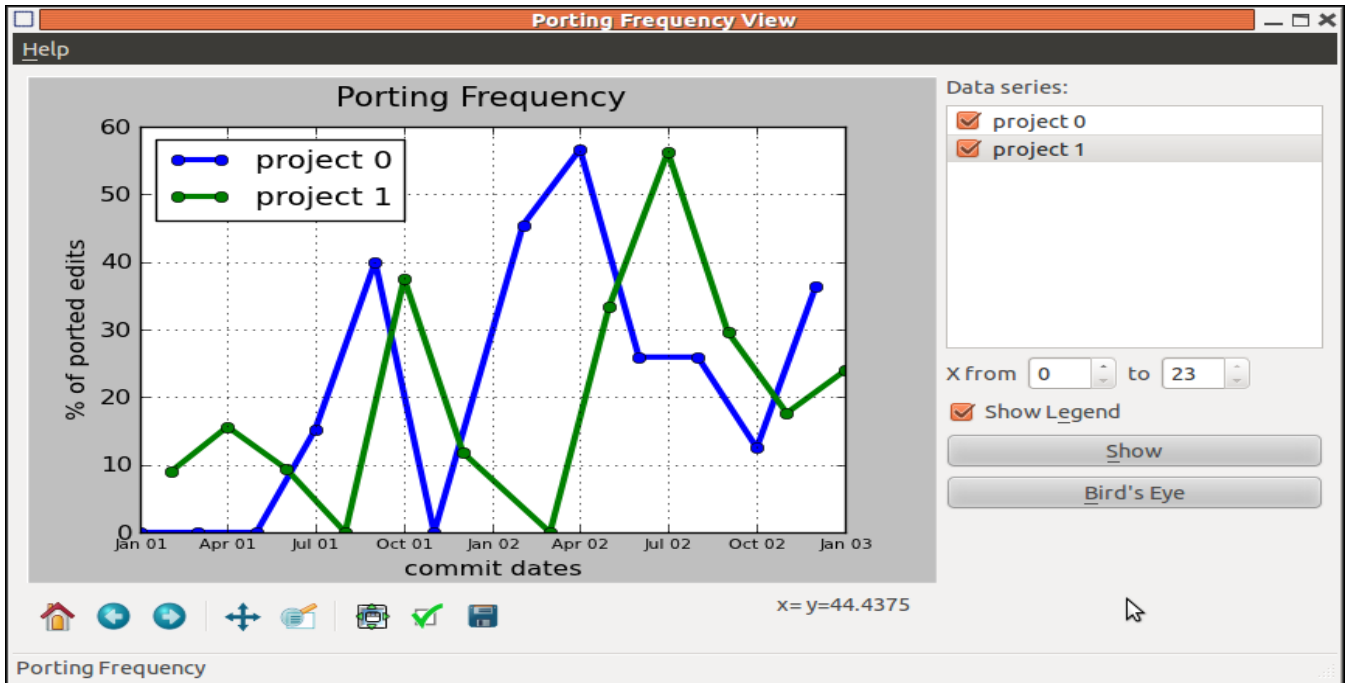 Porting Frequency View
Help
Porting Frequency
60
50
40
30
20
10
0
% of ported edits
project 0
project 1
Jan 01 Apr 01 Jul 01 Oct 01 Jan 02 Apr 02 Jul 02 Oct 02 Jan 03
commit dates
Data series:
project 0
project 1
X from 0 to 23
Show Legend
Show
Bird's Eye
x= y=44.4375
Porting Frequency